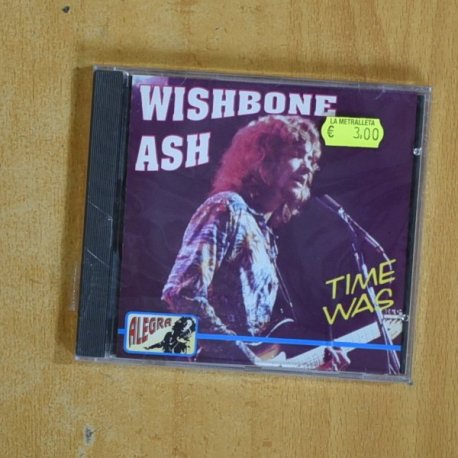 WISHBONE
ASH
LA METRALLETA
€ 3,00
TIME
WAS
ALEGRA